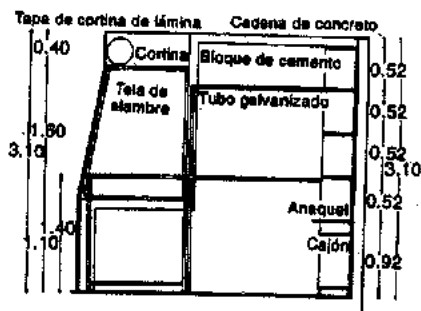 Tapa de cortina de lámina
Cadena de concreto
0.40
Cortina
Bloque de cemento
0.52
Tela de
alambre
Tubo galvanizado
0.52
1.60
3.10
0.52
3.10
Anaquel
0.52
.40
1.10
Cajón
0.92